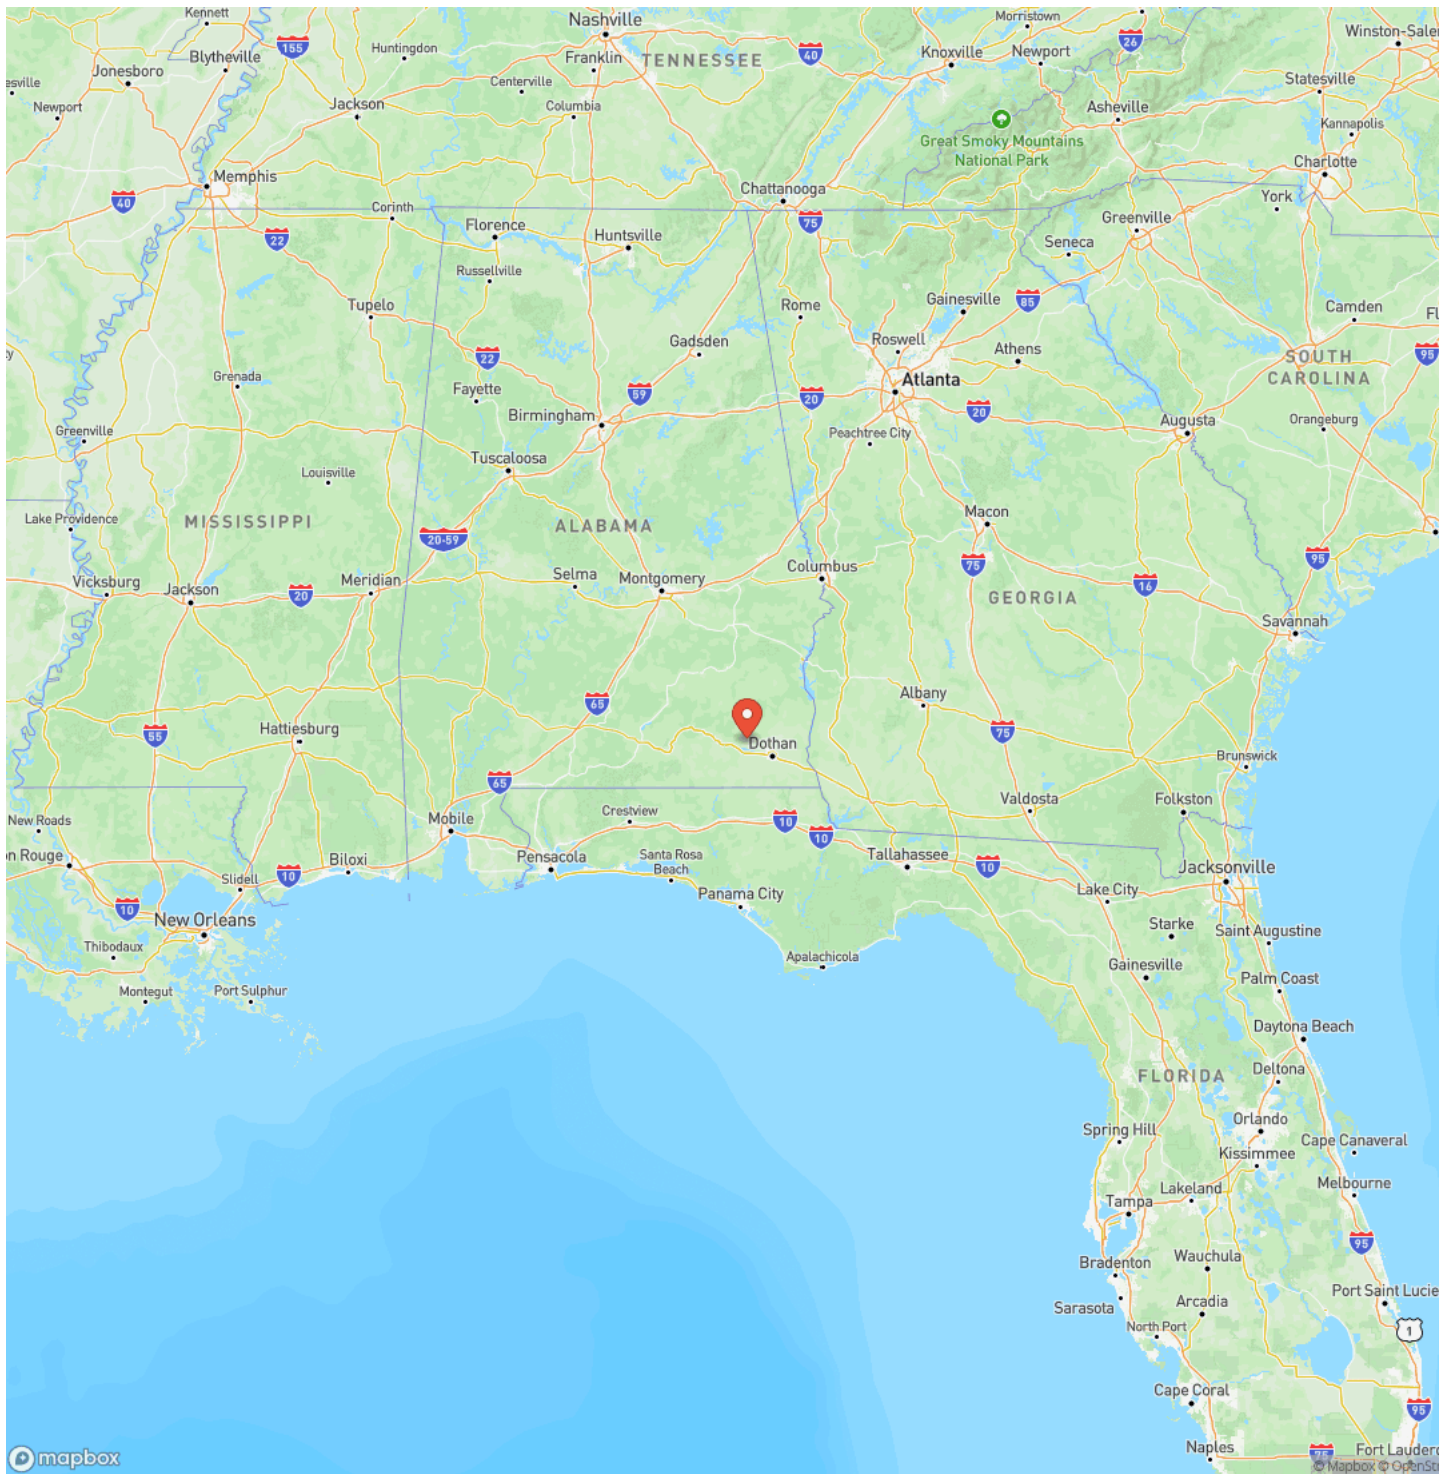 Kennett
Nashville
Morristown
155
26
Winston-Sale
Blytheville
Huntingdon
Franklin
TENNESSEE
40
Knoxville
Newport
Jonesboro
esville
Centerville
Statesville
Newport
Jackson
Columbia
Asheville
Great Smoky Mountains
National Park
Kannapolis
Charlotte
Memphis
Chattanooga
40
Corinth
75
York
Greenville
22
Florence
Huntsville
Seneca
Russellville
Tupelo
Rome
Gainesville
85
Camden
Fl
Gadsden
Roswell
Athens
22
SOUTH
CAROLINA
95
Grenada
Fayette
59
Atlanta
20
20
Birmingham
Augusta
Orangeburg
Greenville
Peachtree City
Tuscaloosa
Louisville
Lake Providence
MISSISSIPPI
ALABAMA
Macon
20-59
95
Vicksburg
Jackson
20
Meridian
Selma
Montgomery
Columbus
75
16
GEORGIA
Savannah
65
Albany
55
Hattiesburg
75
Dothan
Brunswick
65
New Roads
Mobile
Crestview
10
10
Valdosta
Folkston
on Rouge
Biloxi
Pensacola
Santa Rosa
Beach
Tallahassee
10
Jacksonville
Slidell
10
Panama City
Lake City
10
New Orleans
Starke
Saint Augustine
Thibodaux
Apalachicola
Gainesville
Palm Coast
Montegut
Port Sulphur
Daytona Beach
FLORIDA
Deltona
Orlando
Spring Hill
Cape Canaveral
Kissimmee
Melbourne
Lakeland
Tampa
95
Wauchula
Bradenton
Port Saint Lucie
Sarasota
Arcadia
North Port
1
Cape Coral
95
Naples
75
Fort Lauderd
mapbox
© Mapbox © OpenStr